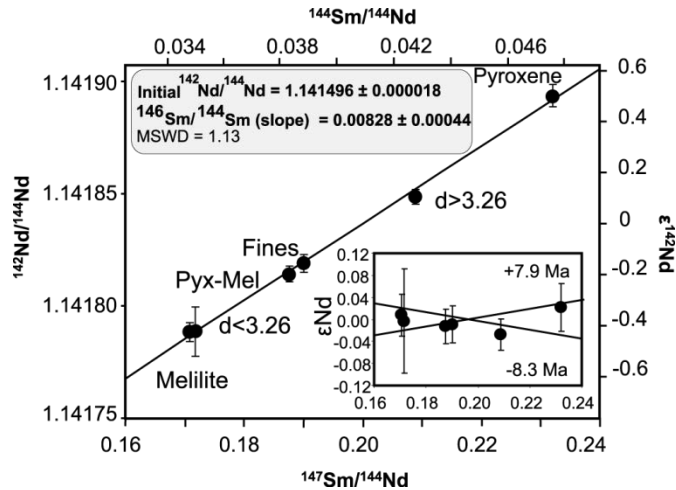 ¹⁴⁴Sm/¹⁴⁴Nd
0.034 0.038 0.042 0.046
1.14190
1.14185
1.14180
1.14175
¹⁴²Nd/¹⁴⁴Nd
Initial ¹⁴²Nd/¹⁴⁴Nd = 1.141496 ± 0.000018
¹⁴⁶Sm/¹⁴⁴Sm (slope) = 0.00828 ± 0.00044
MSWD = 1.13
Pyroxene
d>3.26
Fines
Pyx-Mel
d<3.26
Melilite
0.6
0.4
0.2
0
-0.2
-0.4
-0.6
ε¹⁴²Nd
0.12
0.08
0.04
0.00
-0.04
-0.08
-0.12
εNd
+7.9 Ma
-8.3 Ma
0.16 0.18 0.20 0.22 0.24
0.16 0.18 0.20 0.22 0.24
¹⁴⁷Sm/¹⁴⁴Nd